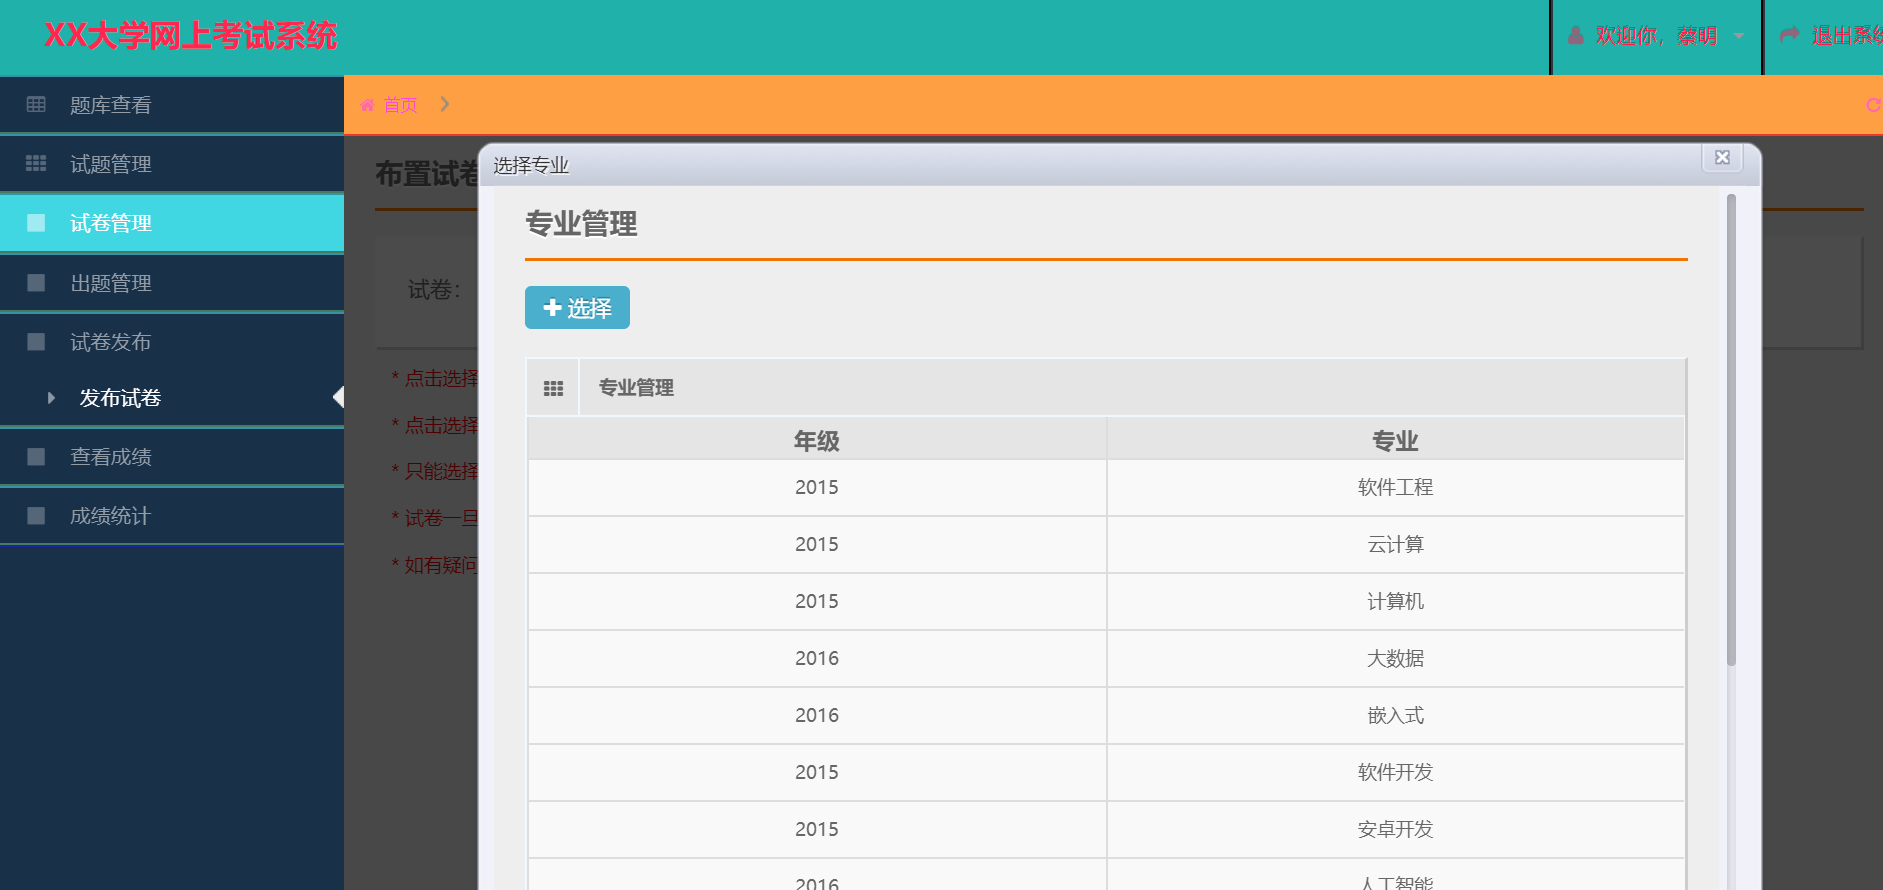 XX大学网上考试系统
欢迎你，蔡明
退出系统
题库查看
试题管理
试卷管理
出题管理
试卷发布
发布试卷
查看成绩
成绩统计
首页
布置试卷
试卷：
* 点击选择
* 点击选择
* 只能选择
* 试卷一旦
* 如有疑问
选择专业
专业管理
选择
专业管理
年级 专业
2015 软件工程
2015 云计算
2015 计算机
2016 大数据
2016 嵌入式
2015 软件开发
2015 安卓开发
2016 人工智能